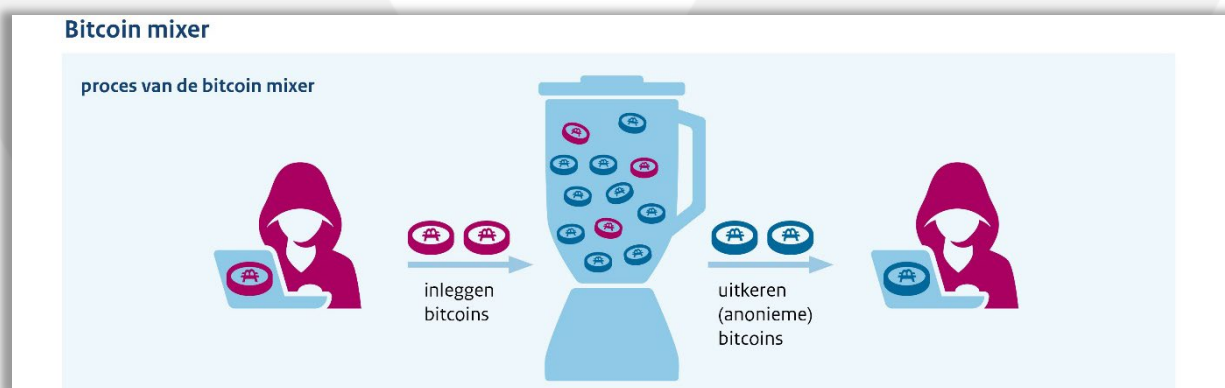 Bitcoin mixer
proces van de bitcoin mixer
inleggen
bitcoins
uitkeren
(anonieme)
bitcoins